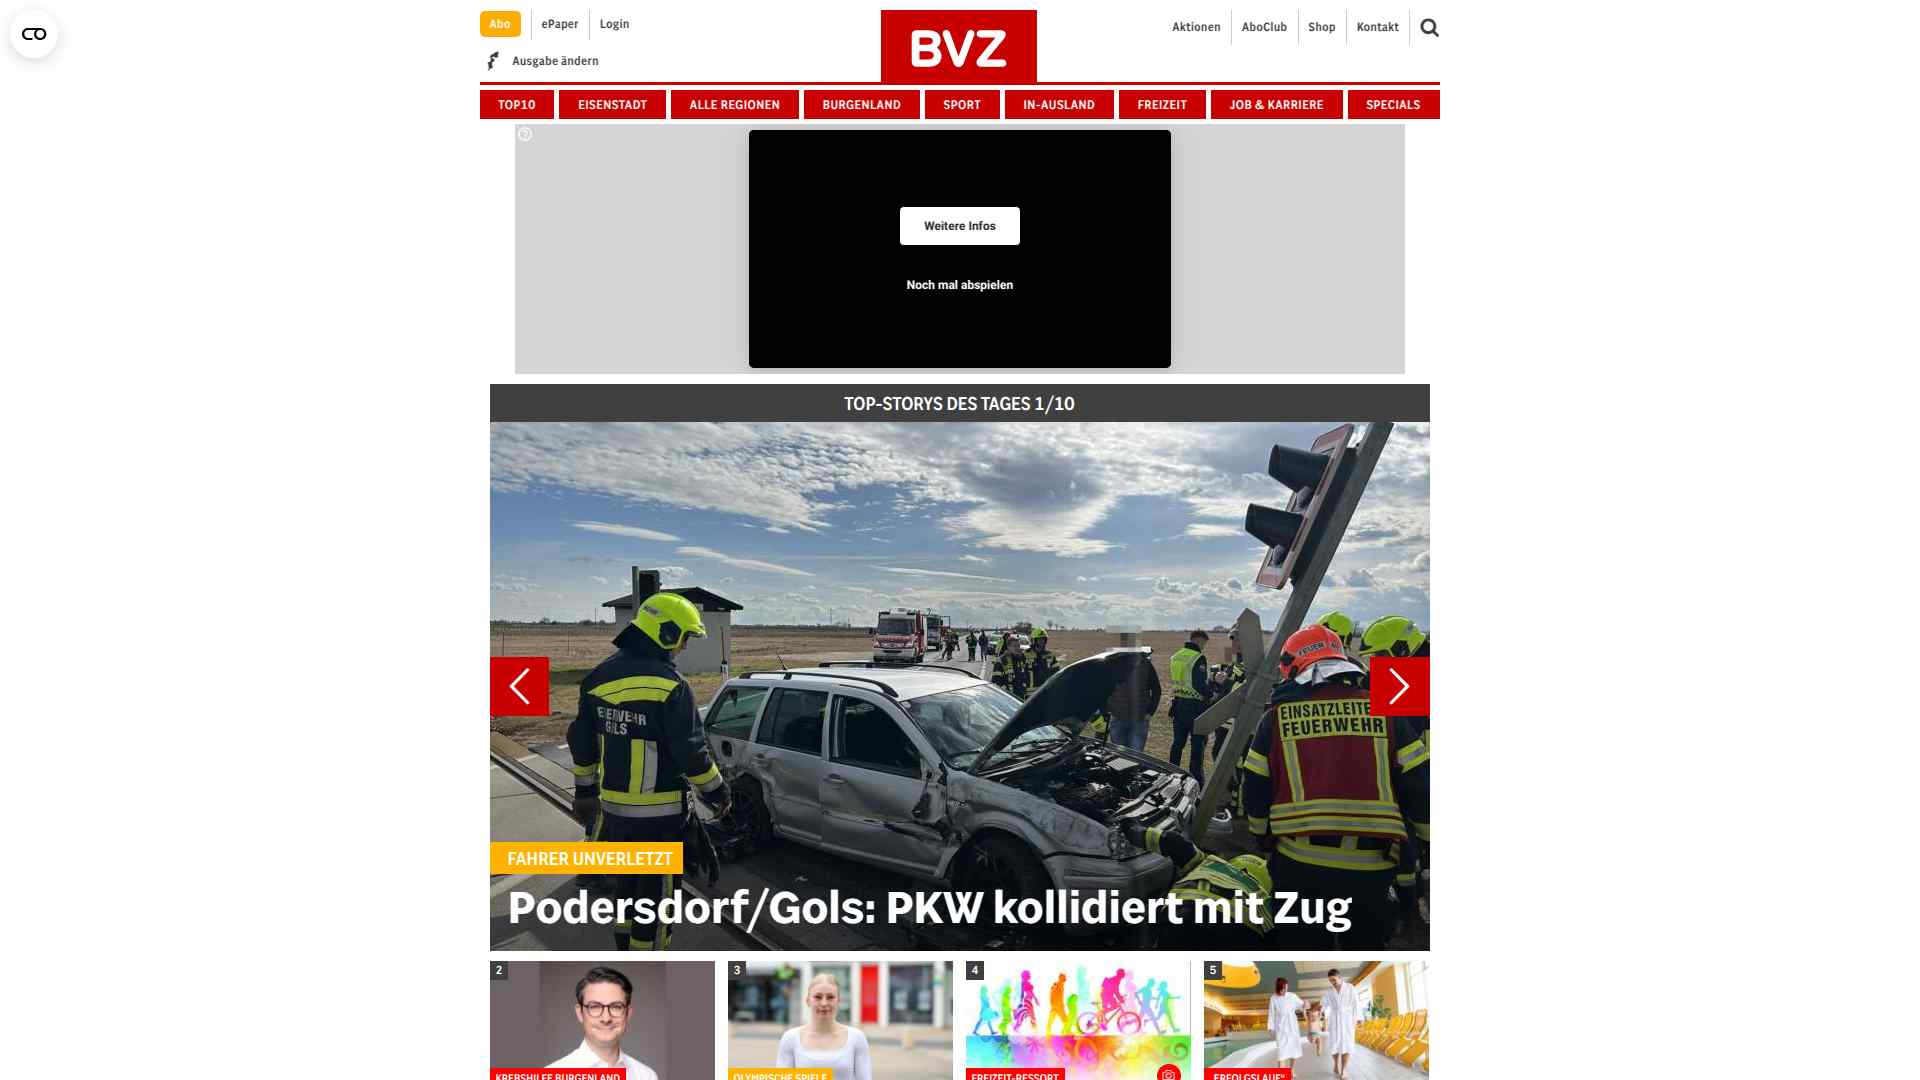 Abo
ePaper
Login
Ausgabe ändern
BVZ
Aktionen
AboClub
Shop
Kontakt
TOP10
EISENSTADT
ALLE REGIONEN
BURGENLAND
SPORT
IN-AUSLAND
FREIZEIT
JOB & KARRIERE
SPECIALS
Weitere Infos
Noch mal abspielen
TOP-STORYS DES TAGES 1/10
FEUERWEHR
GOLS
FEUER
EINSATZLEITE
FEUERWEHR
FAHRER UNVERLETZT
Podersdorf/Gols: PKW kollidiert mit Zug
2
3
4
5
KREBSHILFE BURGENLAND
OLYMPISCHE SPIELE
FREIZEIT-RESSORT
„ERFOLGSLAUF“